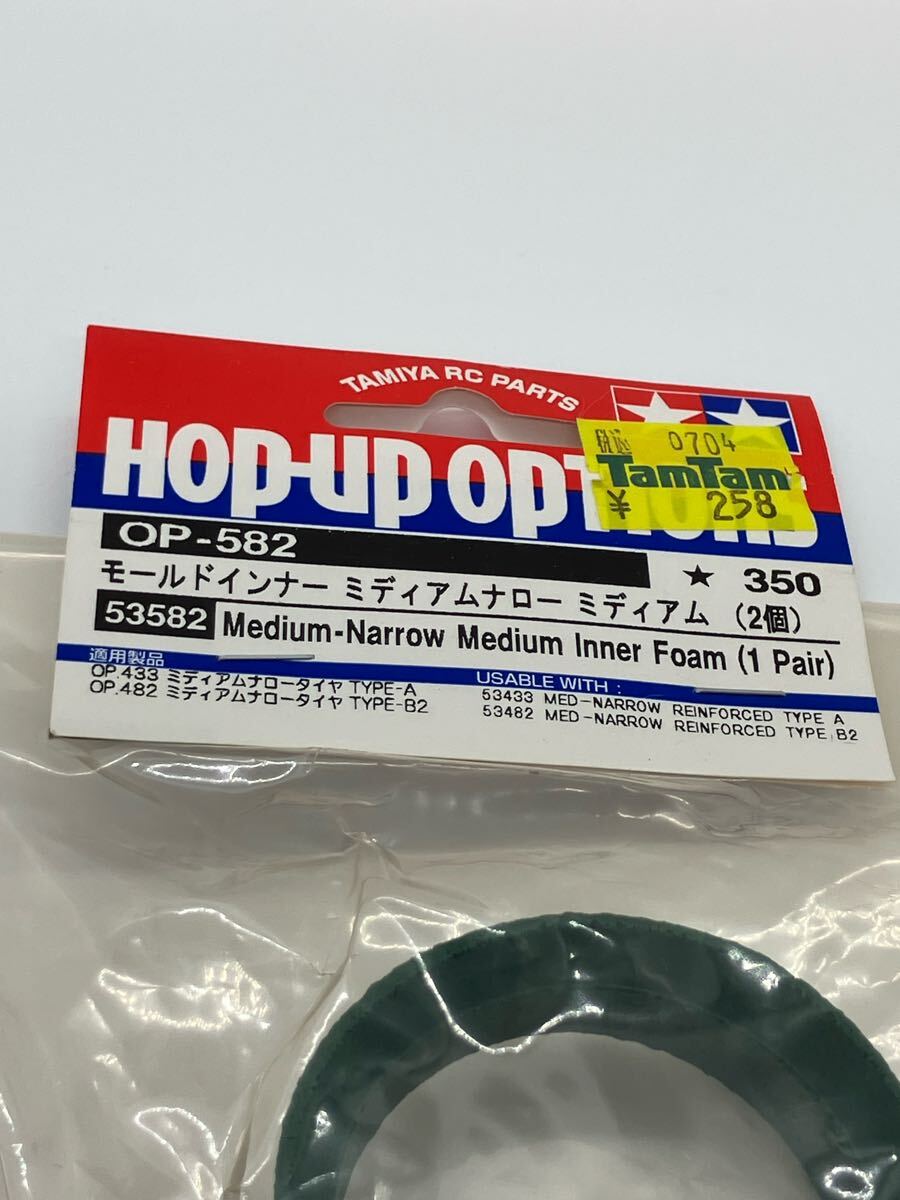 TAMIYA RC PARTS
HOP-UP OPTIONS
税込 0704
TamTam
¥ 258
OP-582
★ 350
モールドインナー ミディアムナロー ミディアム (2個)
53582 Medium-Narrow Medium Inner Foam (1 Pair)
適用製品
OP.433 ミディアムナロータイヤ TYPE-A
OP.482 ミディアムナロータイヤ TYPE-B2
USABLE WITH :
53433 MED-NARROW REINFORCED TYPE A
53482 MED-NARROW REINFORCED TYPE B2